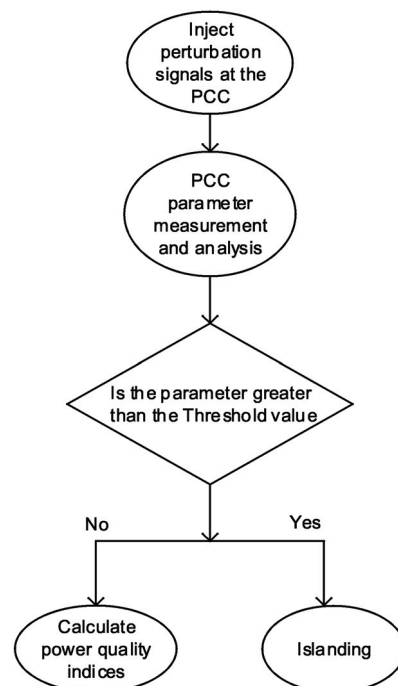 Inject
perturbation
signals at the
PCC
PCC
parameter
measurement
and analysis
Is the parameter greater
than the Threshold value
No
Yes
Calculate
power quality
indices
Islanding